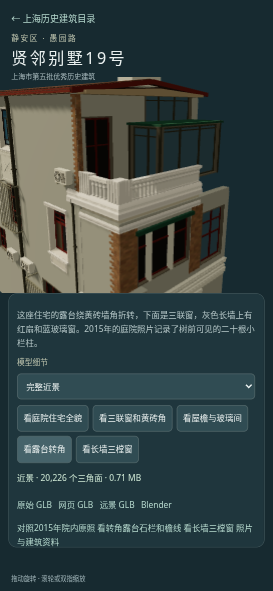 ← 上海历史建筑目录
静安区 · 愚园路
贤邻别墅19号
上海市第五批优秀历史建筑
这座住宅的露台绕黄砖墙角折转，下面是三联窗，灰色长墙上有
红扇和蓝玻璃窗。2015年的庭院照片记录了树前可见的二十根小
栏柱。
模型细节
完整近景
看庭院住宅全貌
看三联窗和黄砖角
看屋檐与玻璃间
看露台转角
看长墙三樘窗
近景 · 20,226 个三角面 · 0.71 MB
原始 GLB 网页 GLB 远景 GLB Blender
对照2015年院内原照 看转角露台石栏和檐线 看长墙三樘窗 照片
与建筑资料
拖动旋转 · 滚轮或双指缩放